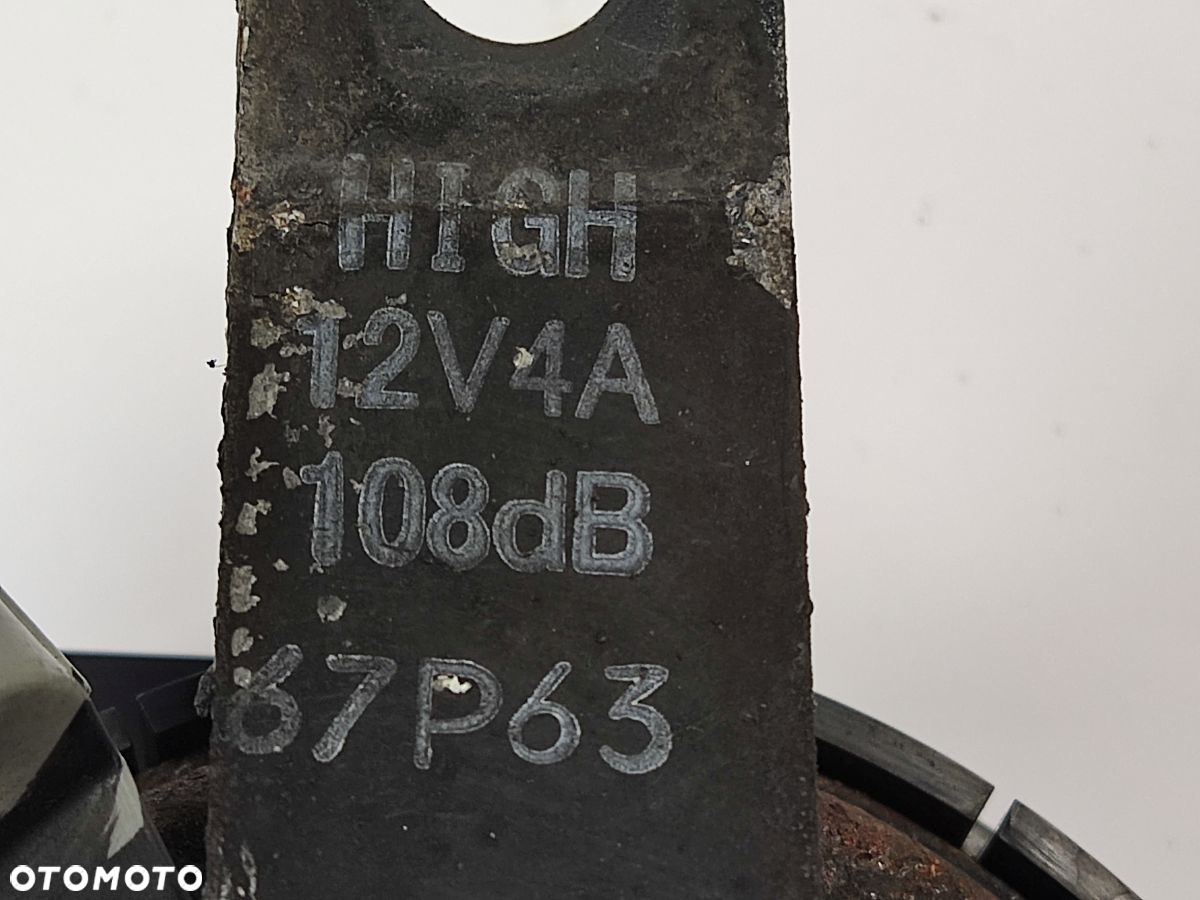 HIGH
12V4A
108dB
67P63
OTOMOTO